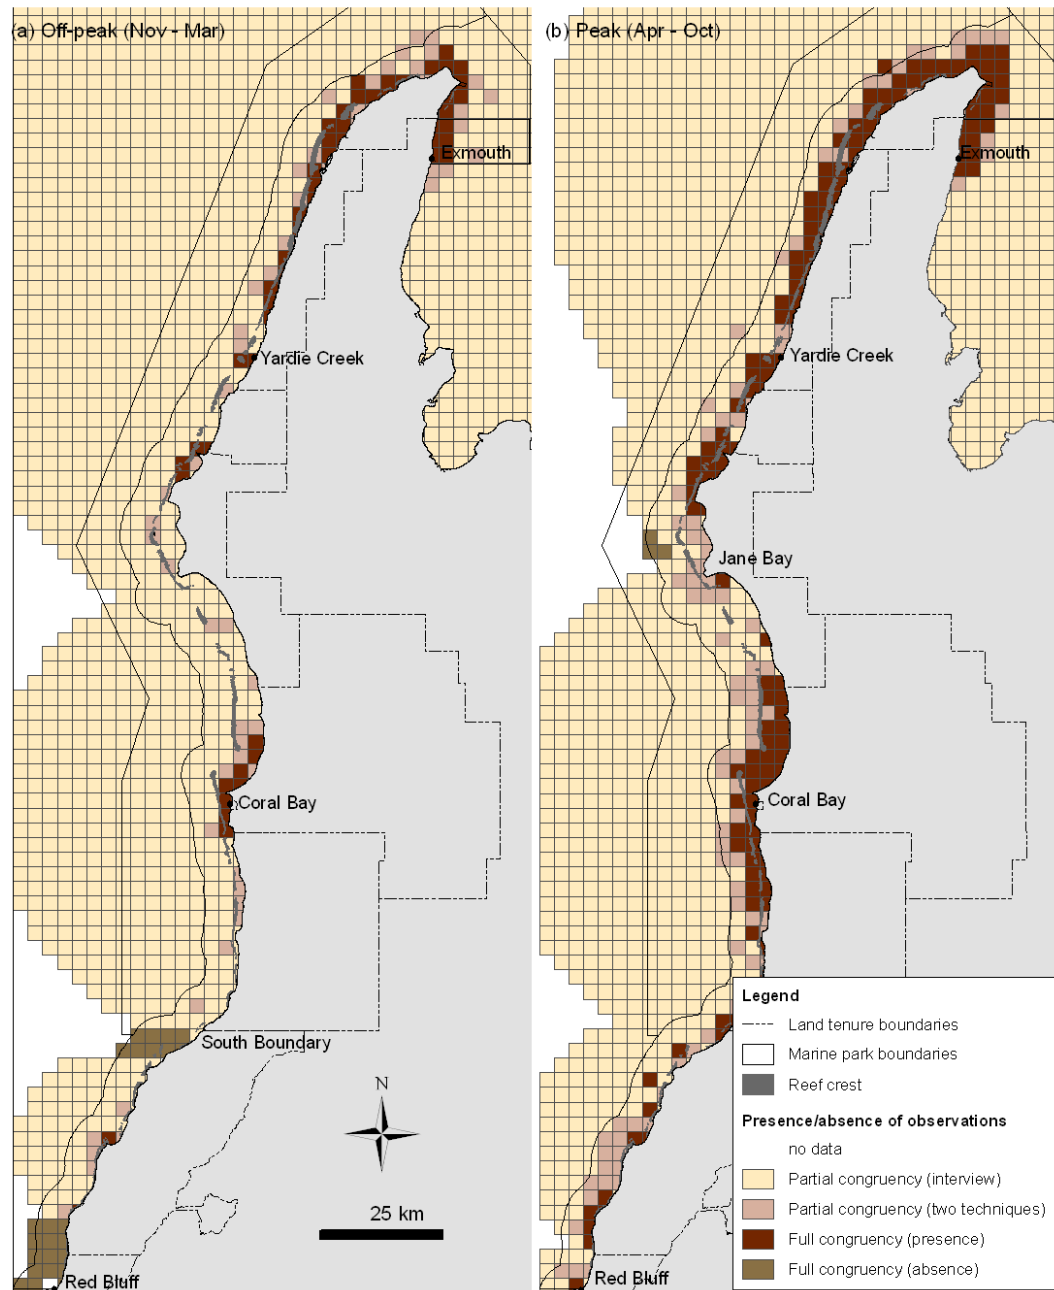 (a) Off-peak (Nov - Mar)
Exmouth
Yardie Creek
Coral Bay
South Boundary
N
25 km
Red Bluff
(b) Peak (Apr - Oct)
Exmouth
Yardie Creek
Jane Bay
Coral Bay
Red Bluff
Legend
Land tenure boundaries
Marine park boundaries
Reef crest
Presence/absence of observations
no data
Partial congruency (interview)
Partial congruency (two techniques)
Full congruency (presence)
Full congruency (absence)